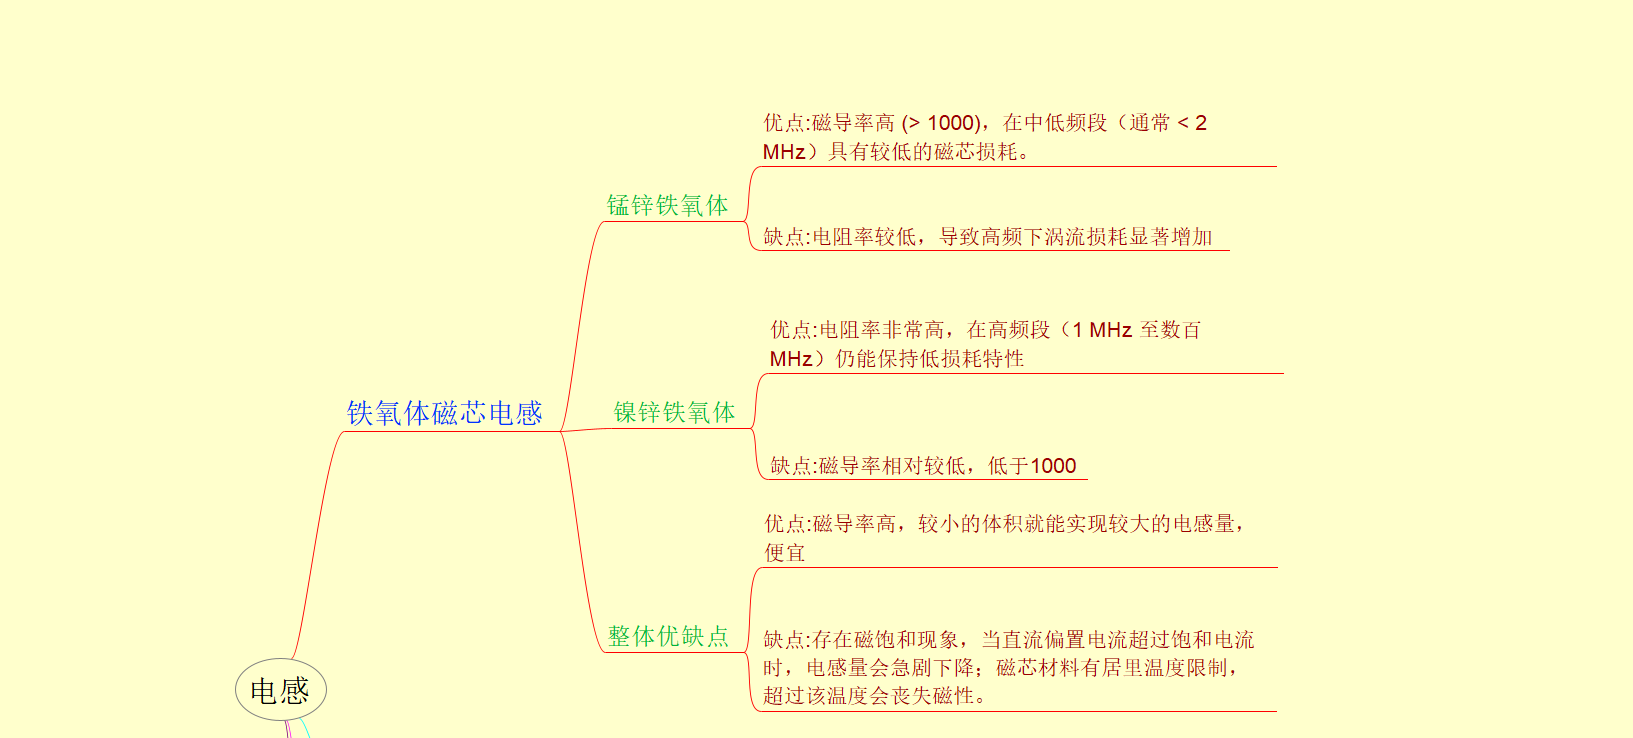 优点:磁导率高 (> 1000)，在中低频段（通常 < 2
MHz）具有较低的磁芯损耗。
锰锌铁氧体
缺点:电阻率较低，导致高频下涡流损耗显著增加
优点:电阻率非常高，在高频段（1 MHz 至数百
MHz）仍能保持低损耗特性
铁氧体磁芯电感
镍锌铁氧体
缺点:磁导率相对较低，低于1000
优点:磁导率高，较小的体积就能实现较大的电感量，
便宜
整体优缺点
缺点:存在磁饱和现象，当直流偏置电流超过饱和电流
时，电感量会急剧下降；磁芯材料有居里温度限制，
超过该温度会丧失磁性。
电感